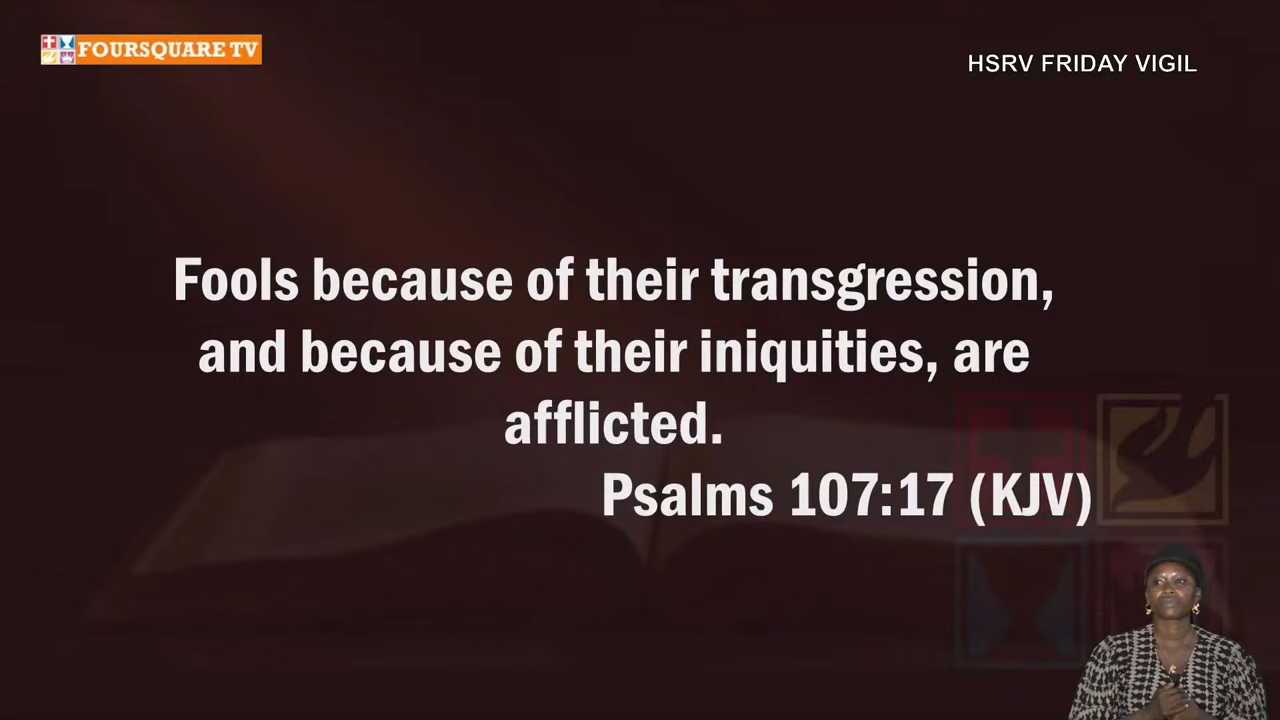 FOURSQUARE TV
HSRV FRIDAY VIGIL
Fools because of their transgression,
and because of their iniquities, are
afflicted.
Psalms 107:17 (KJV)